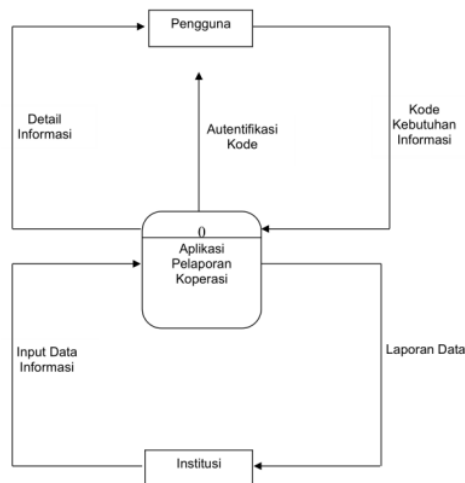 Pengguna
Detail
Informasi
Autentifikasi
Kode
Kode
Kebutuhan
Informasi
0
Aplikasi
Pelaporan
Koperasi
Input Data
Informasi
Laporan Data
Institusi